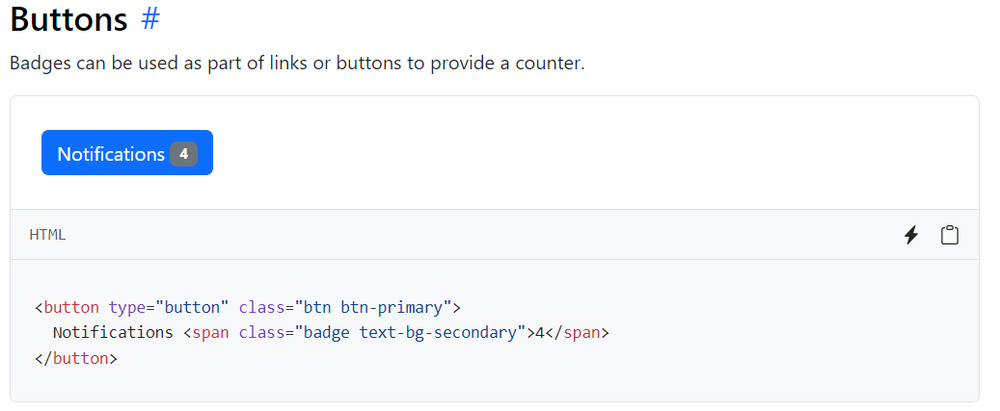 Buttons #
Badges can be used as part of links or buttons to provide a counter.
Notifications 4
HTML
<button type="button" class="btn btn-primary">
  Notifications <span class="badge text-bg-secondary">4</span>
</button>